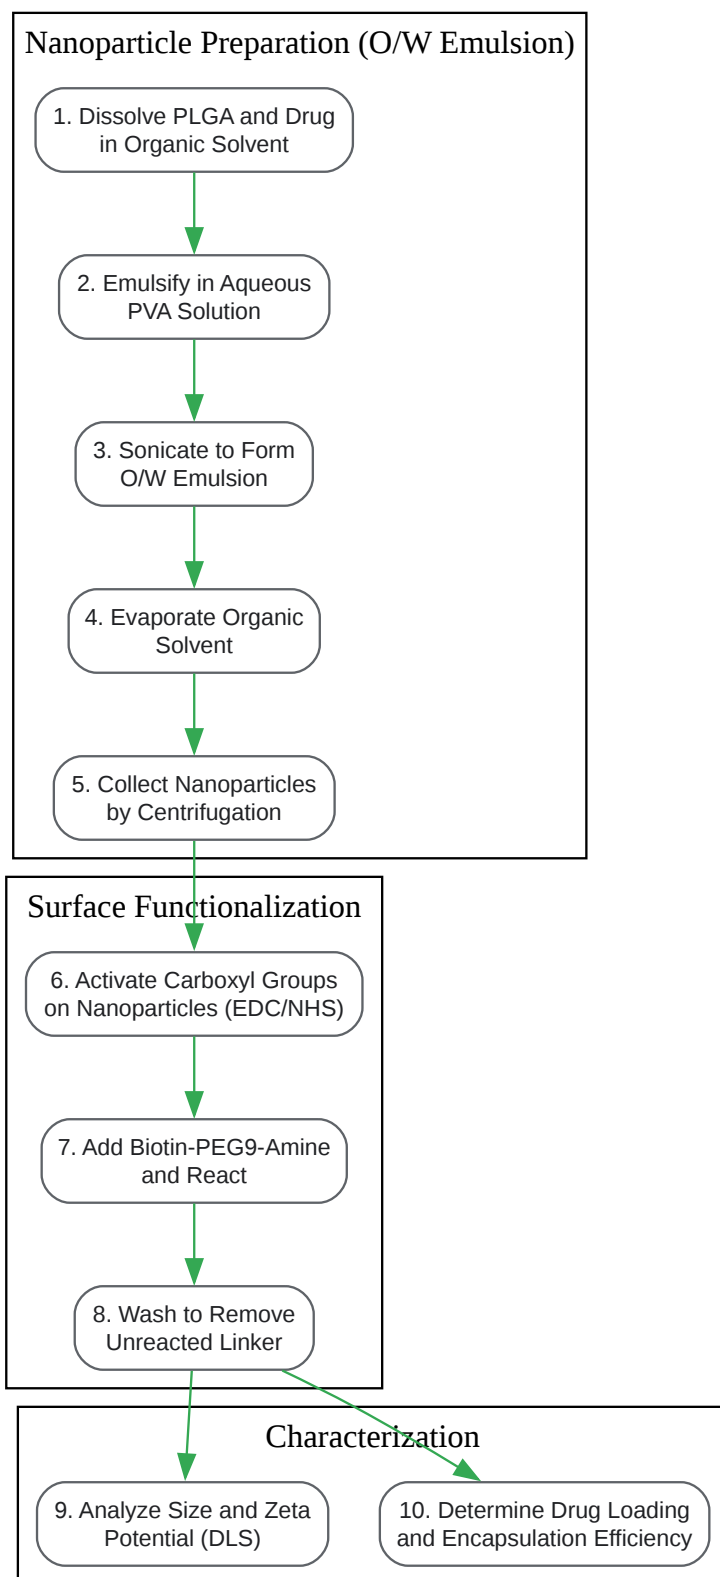 Nanoparticle Preparation (O/W Emulsion)
1. Dissolve PLGA and Drug
in Organic Solvent
2. Emulsify in Aqueous
PVA Solution
3. Sonicate to Form
O/W Emulsion
4. Evaporate Organic
Solvent
5. Collect Nanoparticles
by Centrifugation
Surface Functionalization
6. Activate Carboxyl Groups
on Nanoparticles (EDC/NHS)
7. Add Biotin-PEG9-Amine
and React
8. Wash to Remove
Unreacted Linker
Characterization
9. Analyze Size and Zeta
Potential (DLS)
10. Determine Drug Loading
and Encapsulation Efficiency